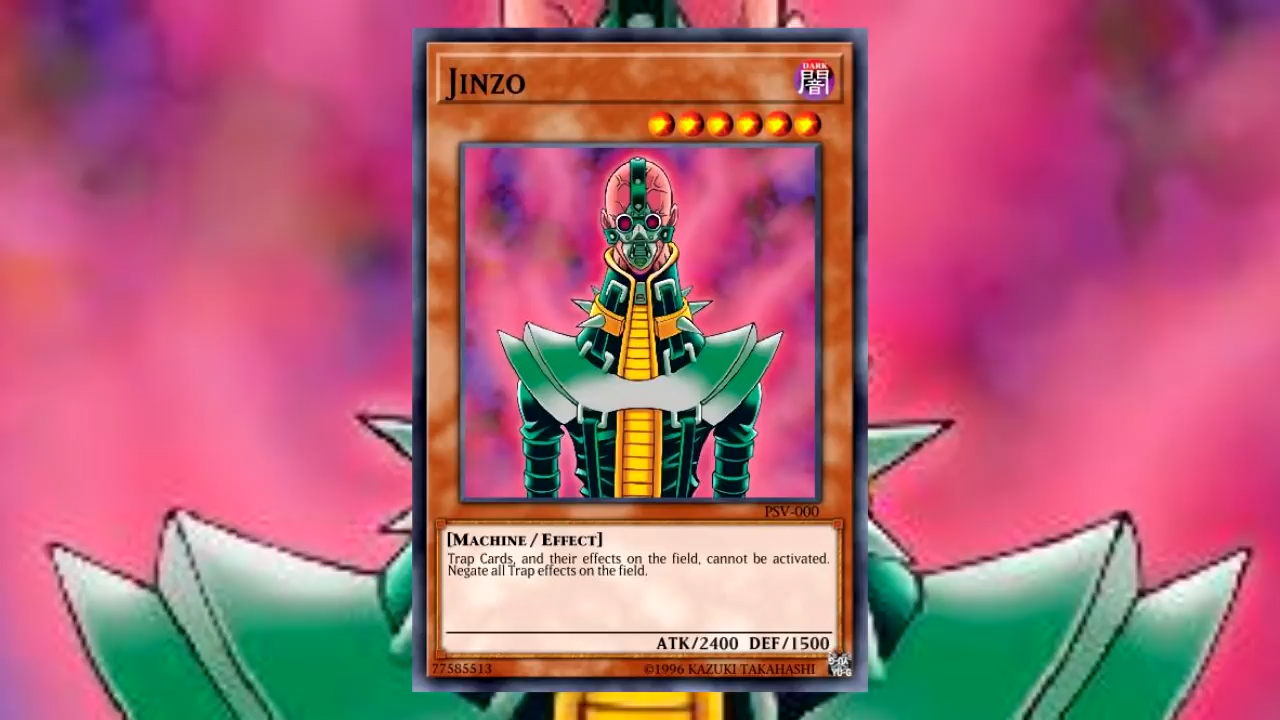 JINZO
DARK
闇
PSV-000
[MACHINE / EFFECT]
Trap Cards, and their effects on the field, cannot be activated.
Negate all Trap effects on the field.
ATK/2400 DEF/1500
77585513
©1996 KAZUKI TAKAHASHI